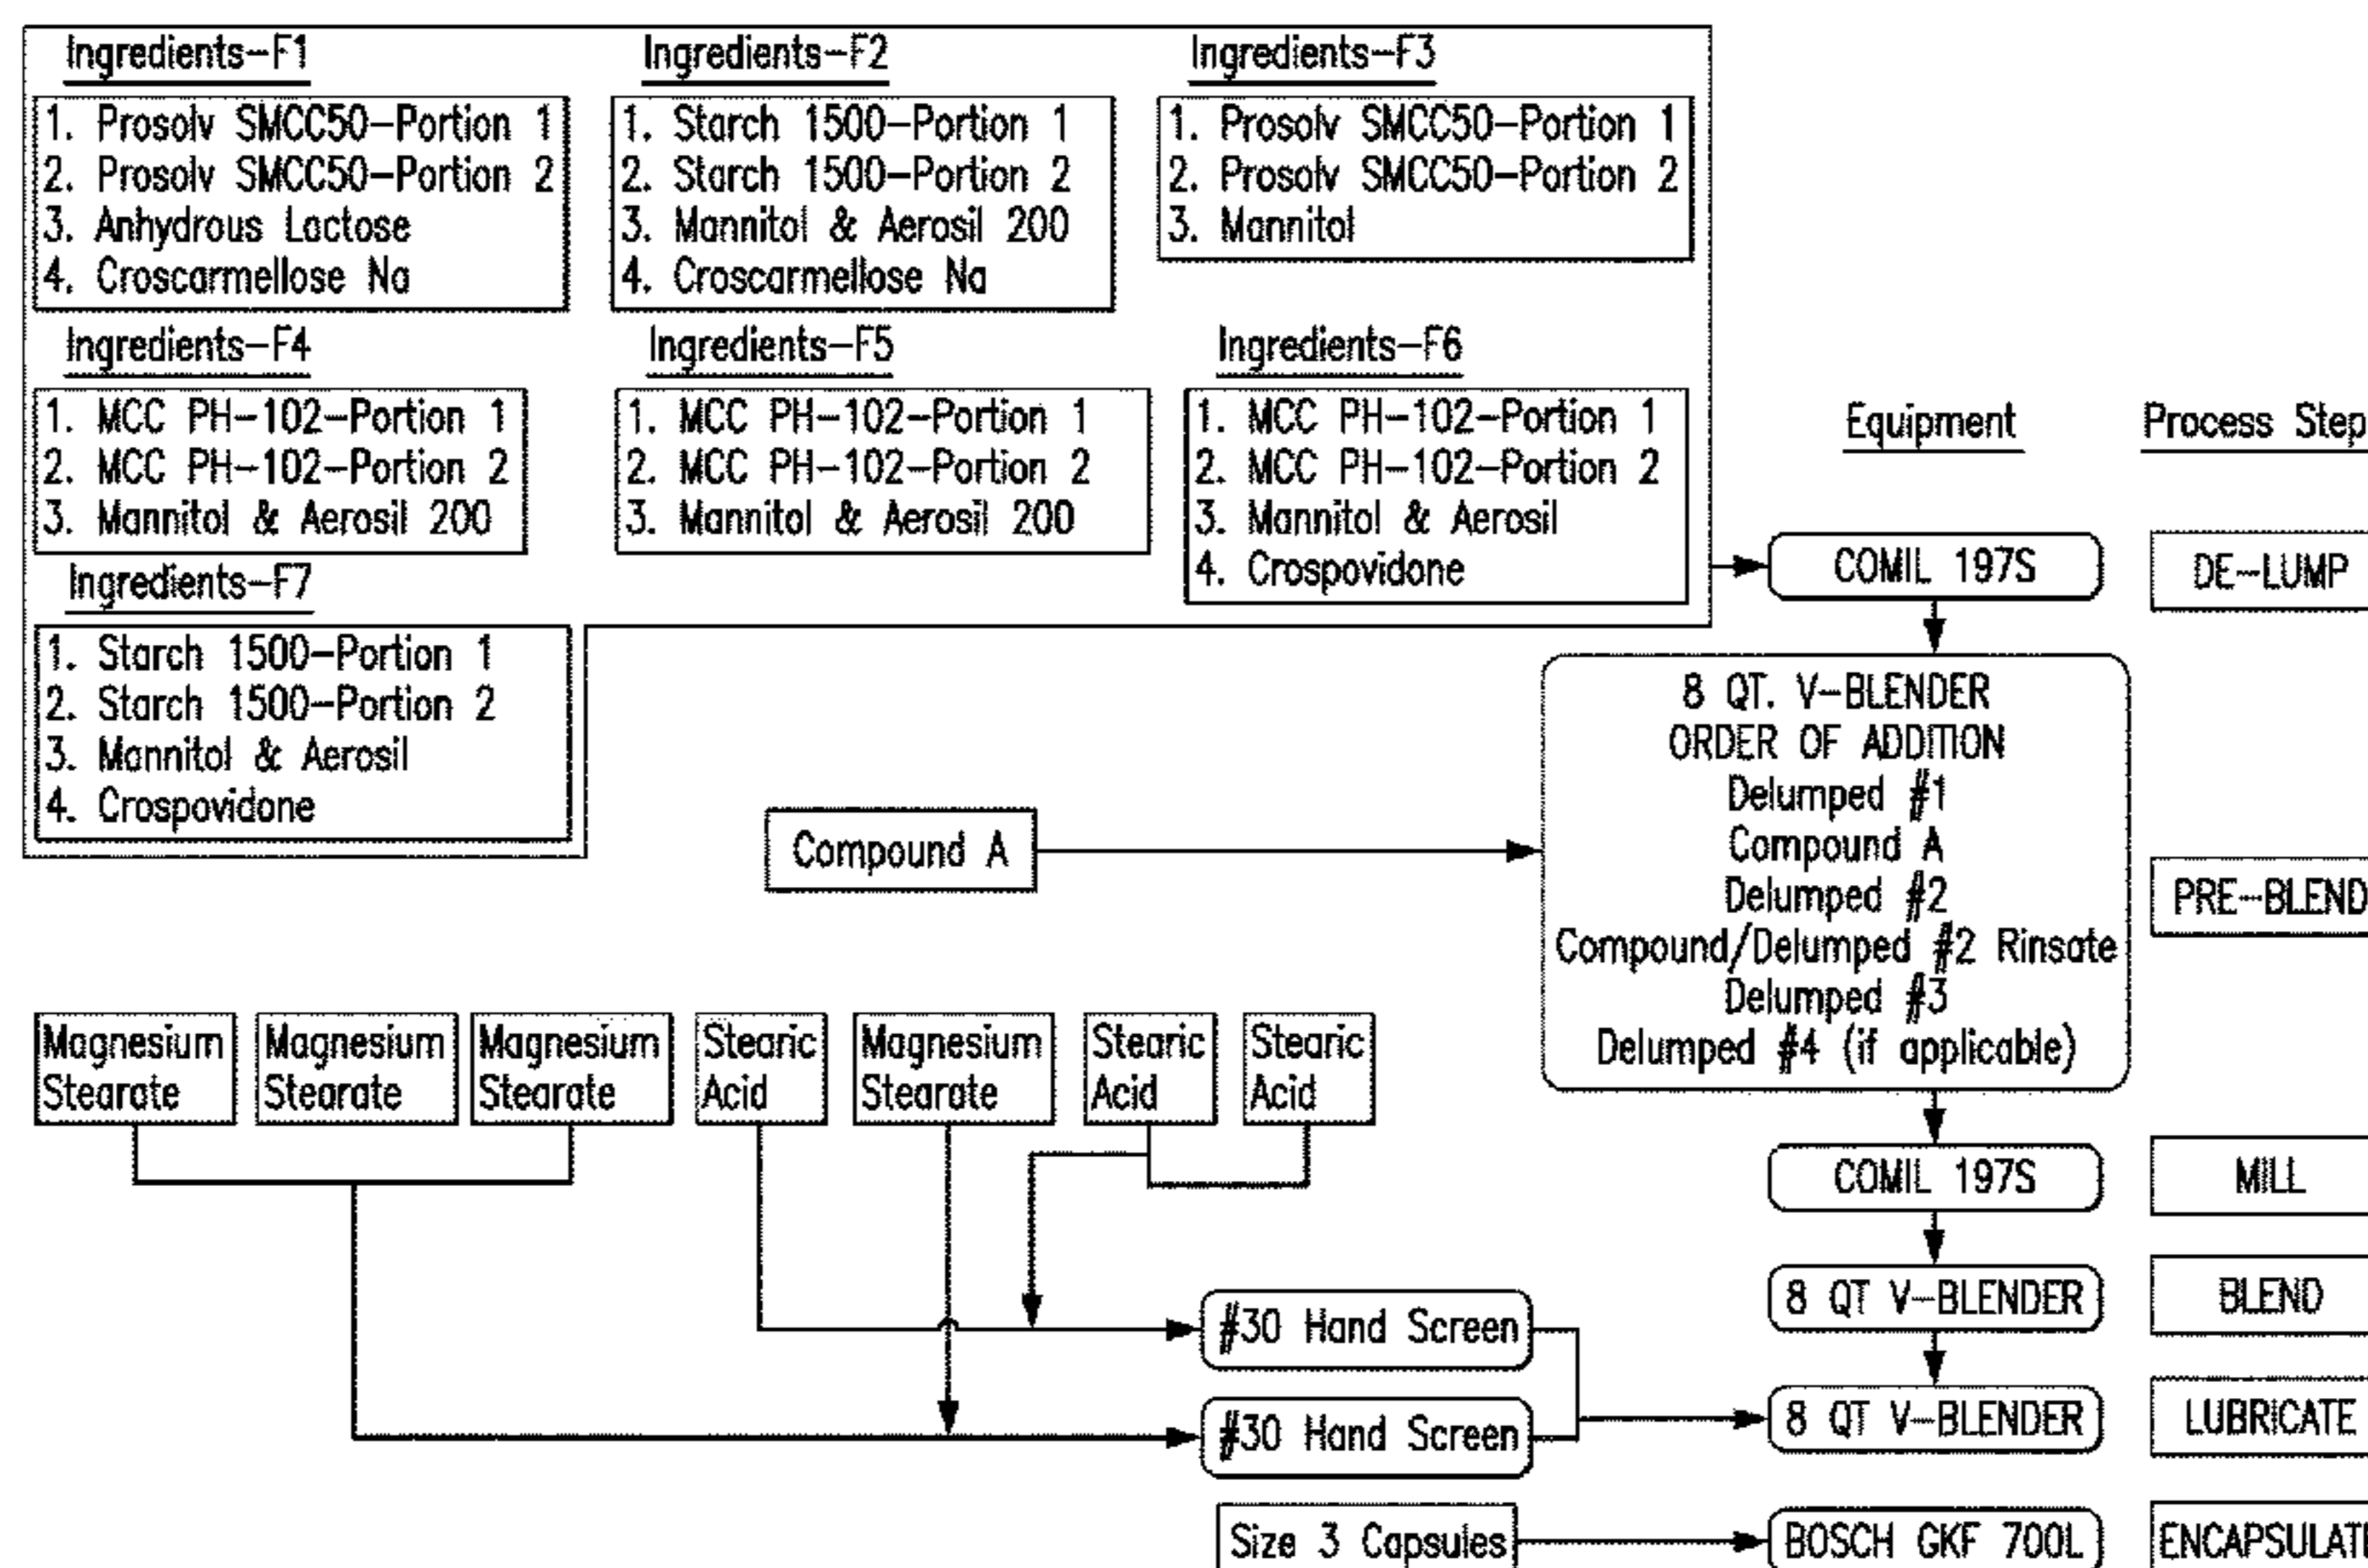 Ingredients-F1
1. Prosolv SMCC50-Portion 1
2. Prosolv SMCC50-Portion 2
3. Anhydrous Lactose
4. Croscarmellose Na
Ingredients-F2
1. Starch 1500-Portion 1
2. Starch 1500-Portion 2
3. Mannitol & Aerosil 200
4. Croscarmellose Na
Ingredients-F3
1. Prosolv SMCC50-Portion 1
2. Prosolv SMCC50-Portion 2
3. Mannitol
Ingredients-F4
1. MCC PH-102-Portion 1
2. MCC PH-102-Portion 2
3. Mannitol & Aerosil 200
Ingredients-F5
1. MCC PH-102-Portion 1
2. MCC PH-102-Portion 2
3. Mannitol & Aerosil 200
Ingredients-F6
1. MCC PH-102-Portion 1
2. MCC PH-102-Portion 2
3. Mannitol & Aerosil
4. Crospovidone
Ingredients-F7
1. Starch 1500-Portion 1
2. Starch 1500-Portion 2
3. Mannitol & Aerosil
4. Crospovidone
Equipment
Process Step
COMIL 197S
DE-LUMP
8 QT. V-BLENDER
ORDER OF ADDITION
Delumped #1
Compound A
Delumped #2
Compound/Delumped #2 Rinsate
Delumped #3
Delumped #4 (if applicable)
Compound A
PRE-BLEND
Magnesium
Stearate
Magnesium
Stearate
Magnesium
Stearate
Stearic
Acid
Magnesium
Stearate
Stearic
Acid
Stearic
Acid
COMIL 197S
MILL
8 QT V-BLENDER
BLEND
#30 Hand Screen
#30 Hand Screen
8 QT V-BLENDER
LUBRICATE
Size 3 Capsules
BOSCH GKF 700L
ENCAPSULATE